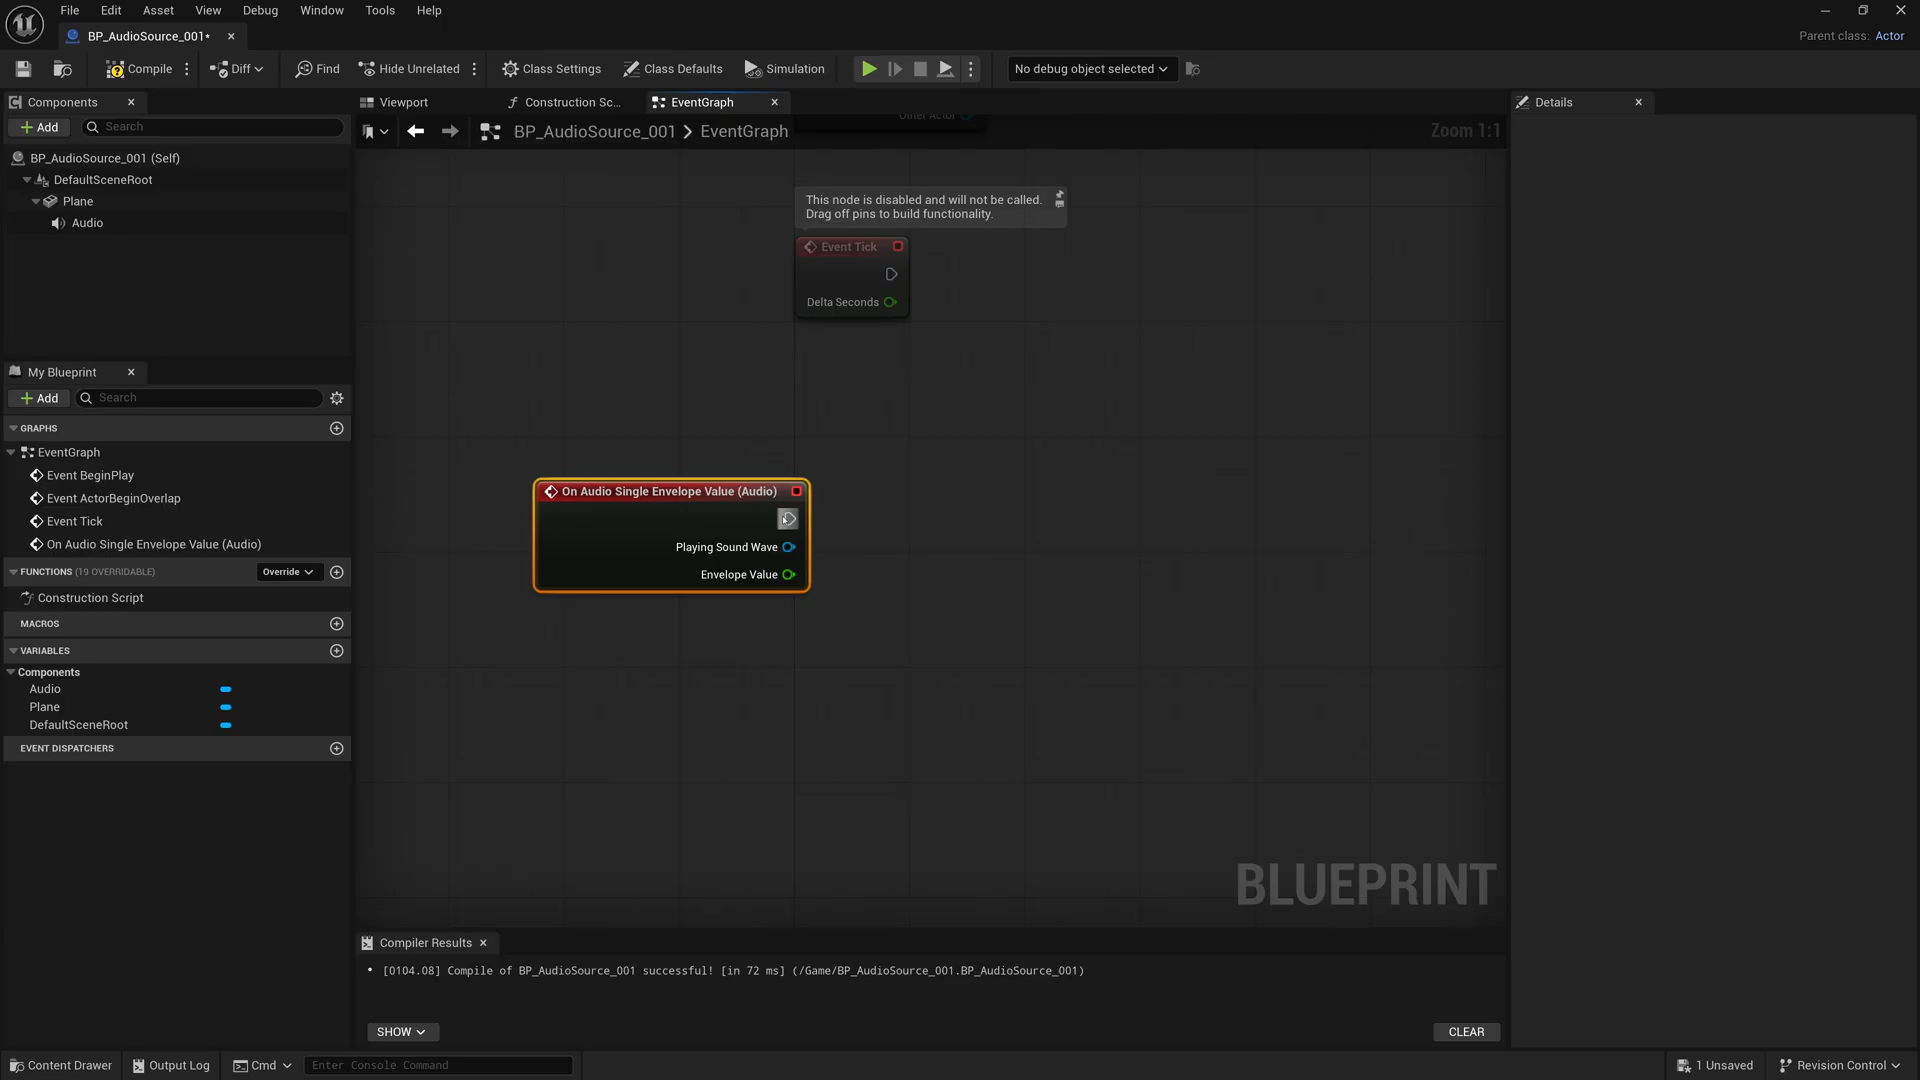 File Edit Asset View Debug Window Tools Help
BP_AudioSource_001*
Parent class: Actor
Compile Diff Find Hide Unrelated Class Settings Class Defaults Simulation No debug object selected
Components
Add Search
BP_AudioSource_001 (Self)
DefaultSceneRoot
Plane
Audio
My Blueprint
Add Search
GRAPHS
EventGraph
Event BeginPlay
Event ActorBeginOverlap
Event Tick
On Audio Single Envelope Value (Audio)
FUNCTIONS (19 OVERRIDABLE) Override
Construction Script
MACROS
VARIABLES
Components
Audio
Plane
DefaultSceneRoot
EVENT DISPATCHERS
Viewport Construction Sc... EventGraph
BP_AudioSource_001 > EventGraph
Other Actor
Zoom 1:1
This node is disabled and will not be called.
Drag off pins to build functionality.
Event Tick
Delta Seconds
On Audio Single Envelope Value (Audio)
Playing Sound Wave
Envelope Value
BLUEPRINT
Compiler Results
• [0104.08] Compile of BP_AudioSource_001 successful! [in 72 ms] (/Game/BP_AudioSource_001.BP_AudioSource_001)
SHOW
CLEAR
Details
Content Drawer Output Log Cmd Enter Console Command
1 Unsaved Revision Control